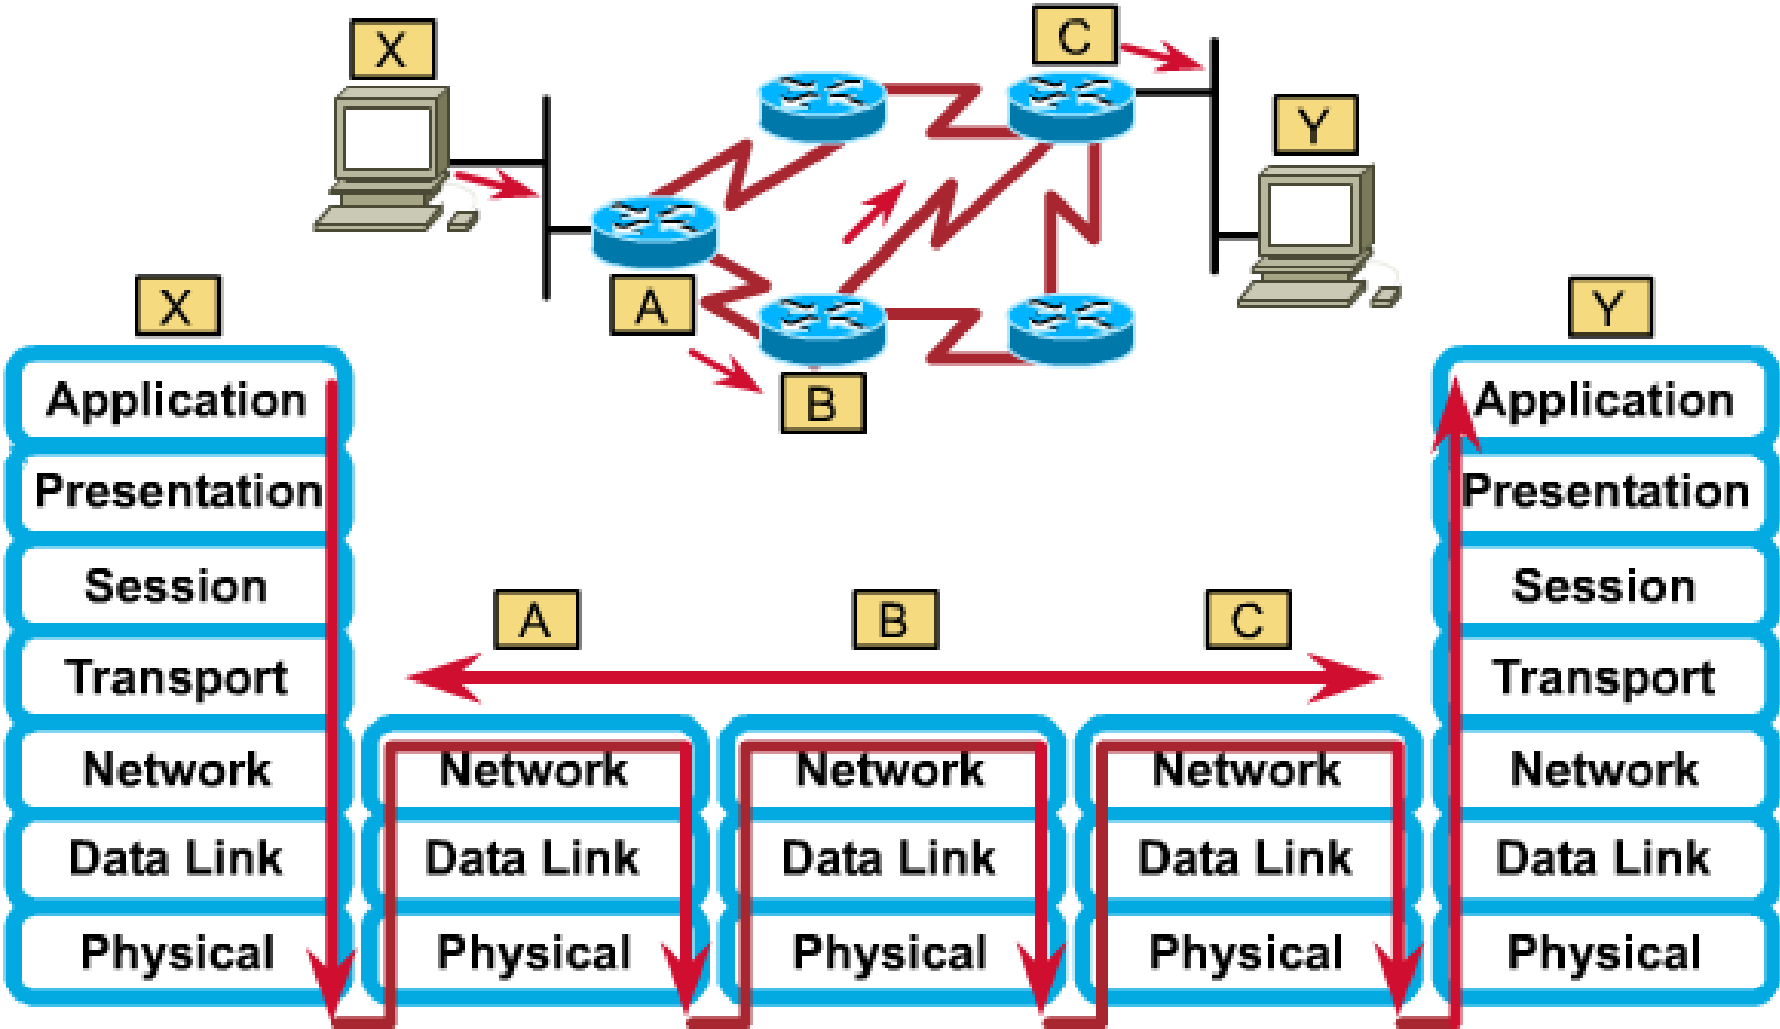 X
C
Y
A
B
X
Y
Application
Presentation
Session
Transport
Network
Data Link
Physical
A
B
C
Network
Data Link
Physical
Network
Data Link
Physical
Network
Data Link
Physical
Application
Presentation
Session
Transport
Network
Data Link
Physical